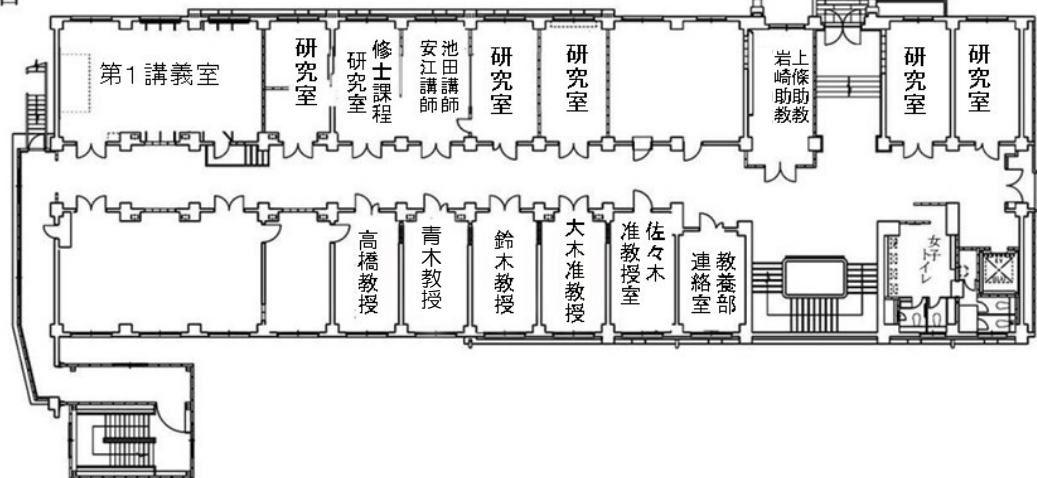 第1講義室
研究室
修士課程
研究室
池田講師
安江講師
研究室
研究室
上條助教
岩崎助教
研究室
研究室
高橋教授
青木教授
鈴木教授
大木准教授
佐々木
准教授室
教養部
連絡室
女子
トイレ